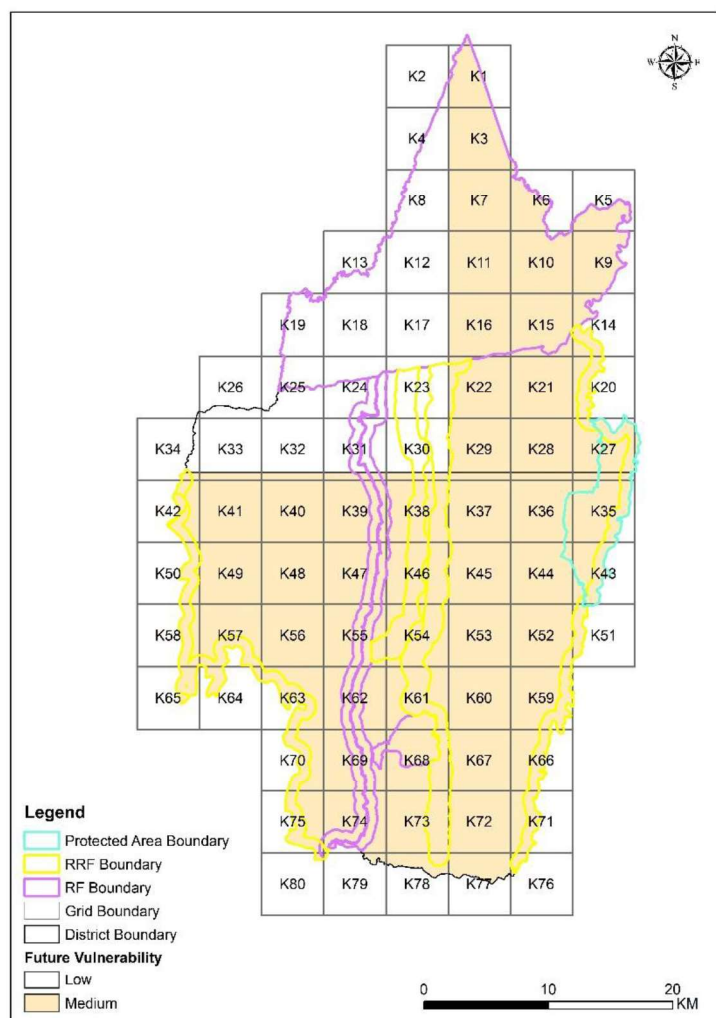 N
W E
S
K2 K1
K4 K3
K8 K7 K6 K5
K13 K12 K11 K10 K9
K19 K18 K17 K16 K15 K14
K26 K25 K24 K23 K22 K21 K20
K34 K33 K32 K31 K30 K29 K28 K27
K42 K41 K40 K39 K38 K37 K36 K35
K50 K49 K48 K47 K46 K45 K44 K43
K58 K57 K56 K55 K54 K53 K52 K51
K65 K64 K63 K62 K61 K60 K59
K70 K69 K68 K67 K66
K75 K74 K73 K72 K71
K80 K79 K78 K77 K76
Legend
Protected Area Boundary
RRF Boundary
RF Boundary
Grid Boundary
District Boundary
Future Vulnerability
Low
Medium
0 10 20
KM